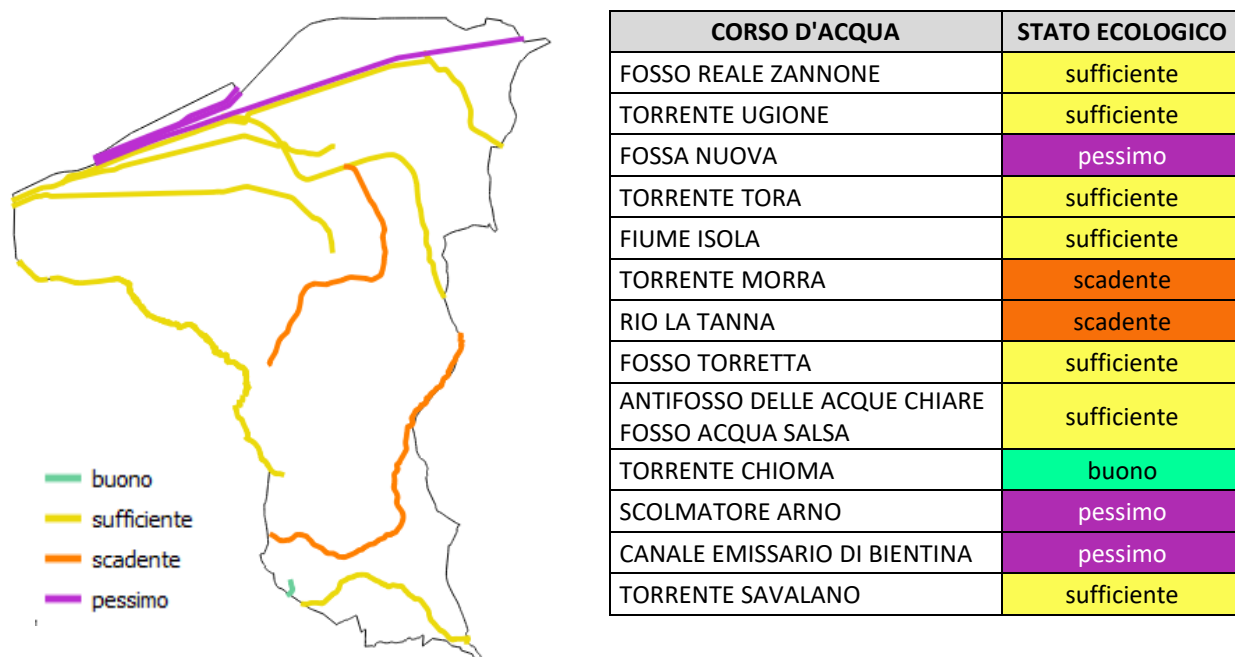 buono
sufficiente
scadente
pessimo
CORSO D'ACQUA STATO ECOLOGICO
FOSSO REALE ZANNONE sufficiente
TORRENTE UGIONE sufficiente
FOSSA NUOVA pessimo
TORRENTE TORA sufficiente
FIUME ISOLA sufficiente
TORRENTE MORRA scadente
RIO LA TANNA scadente
FOSSO TORRETTA sufficiente
ANTIFOSSO DELLE ACQUE CHIARE
FOSSO ACQUA SALSA sufficiente
TORRENTE CHIOMA buono
SCOLMATORE ARNO pessimo
CANALE EMISSARIO DI BIENTINA pessimo
TORRENTE SAVALANO sufficiente